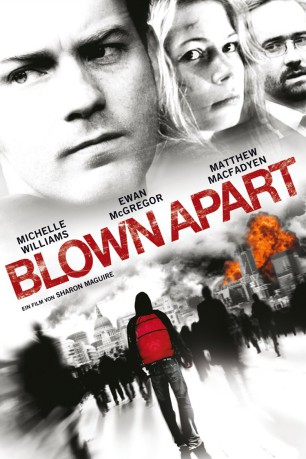 MICHELLE
WILLIAMS
EWAN
McGREGOR
MATTHEW
MACFADYEN
BLOWN APART
EIN FILM VON SHARON MAGUIRE